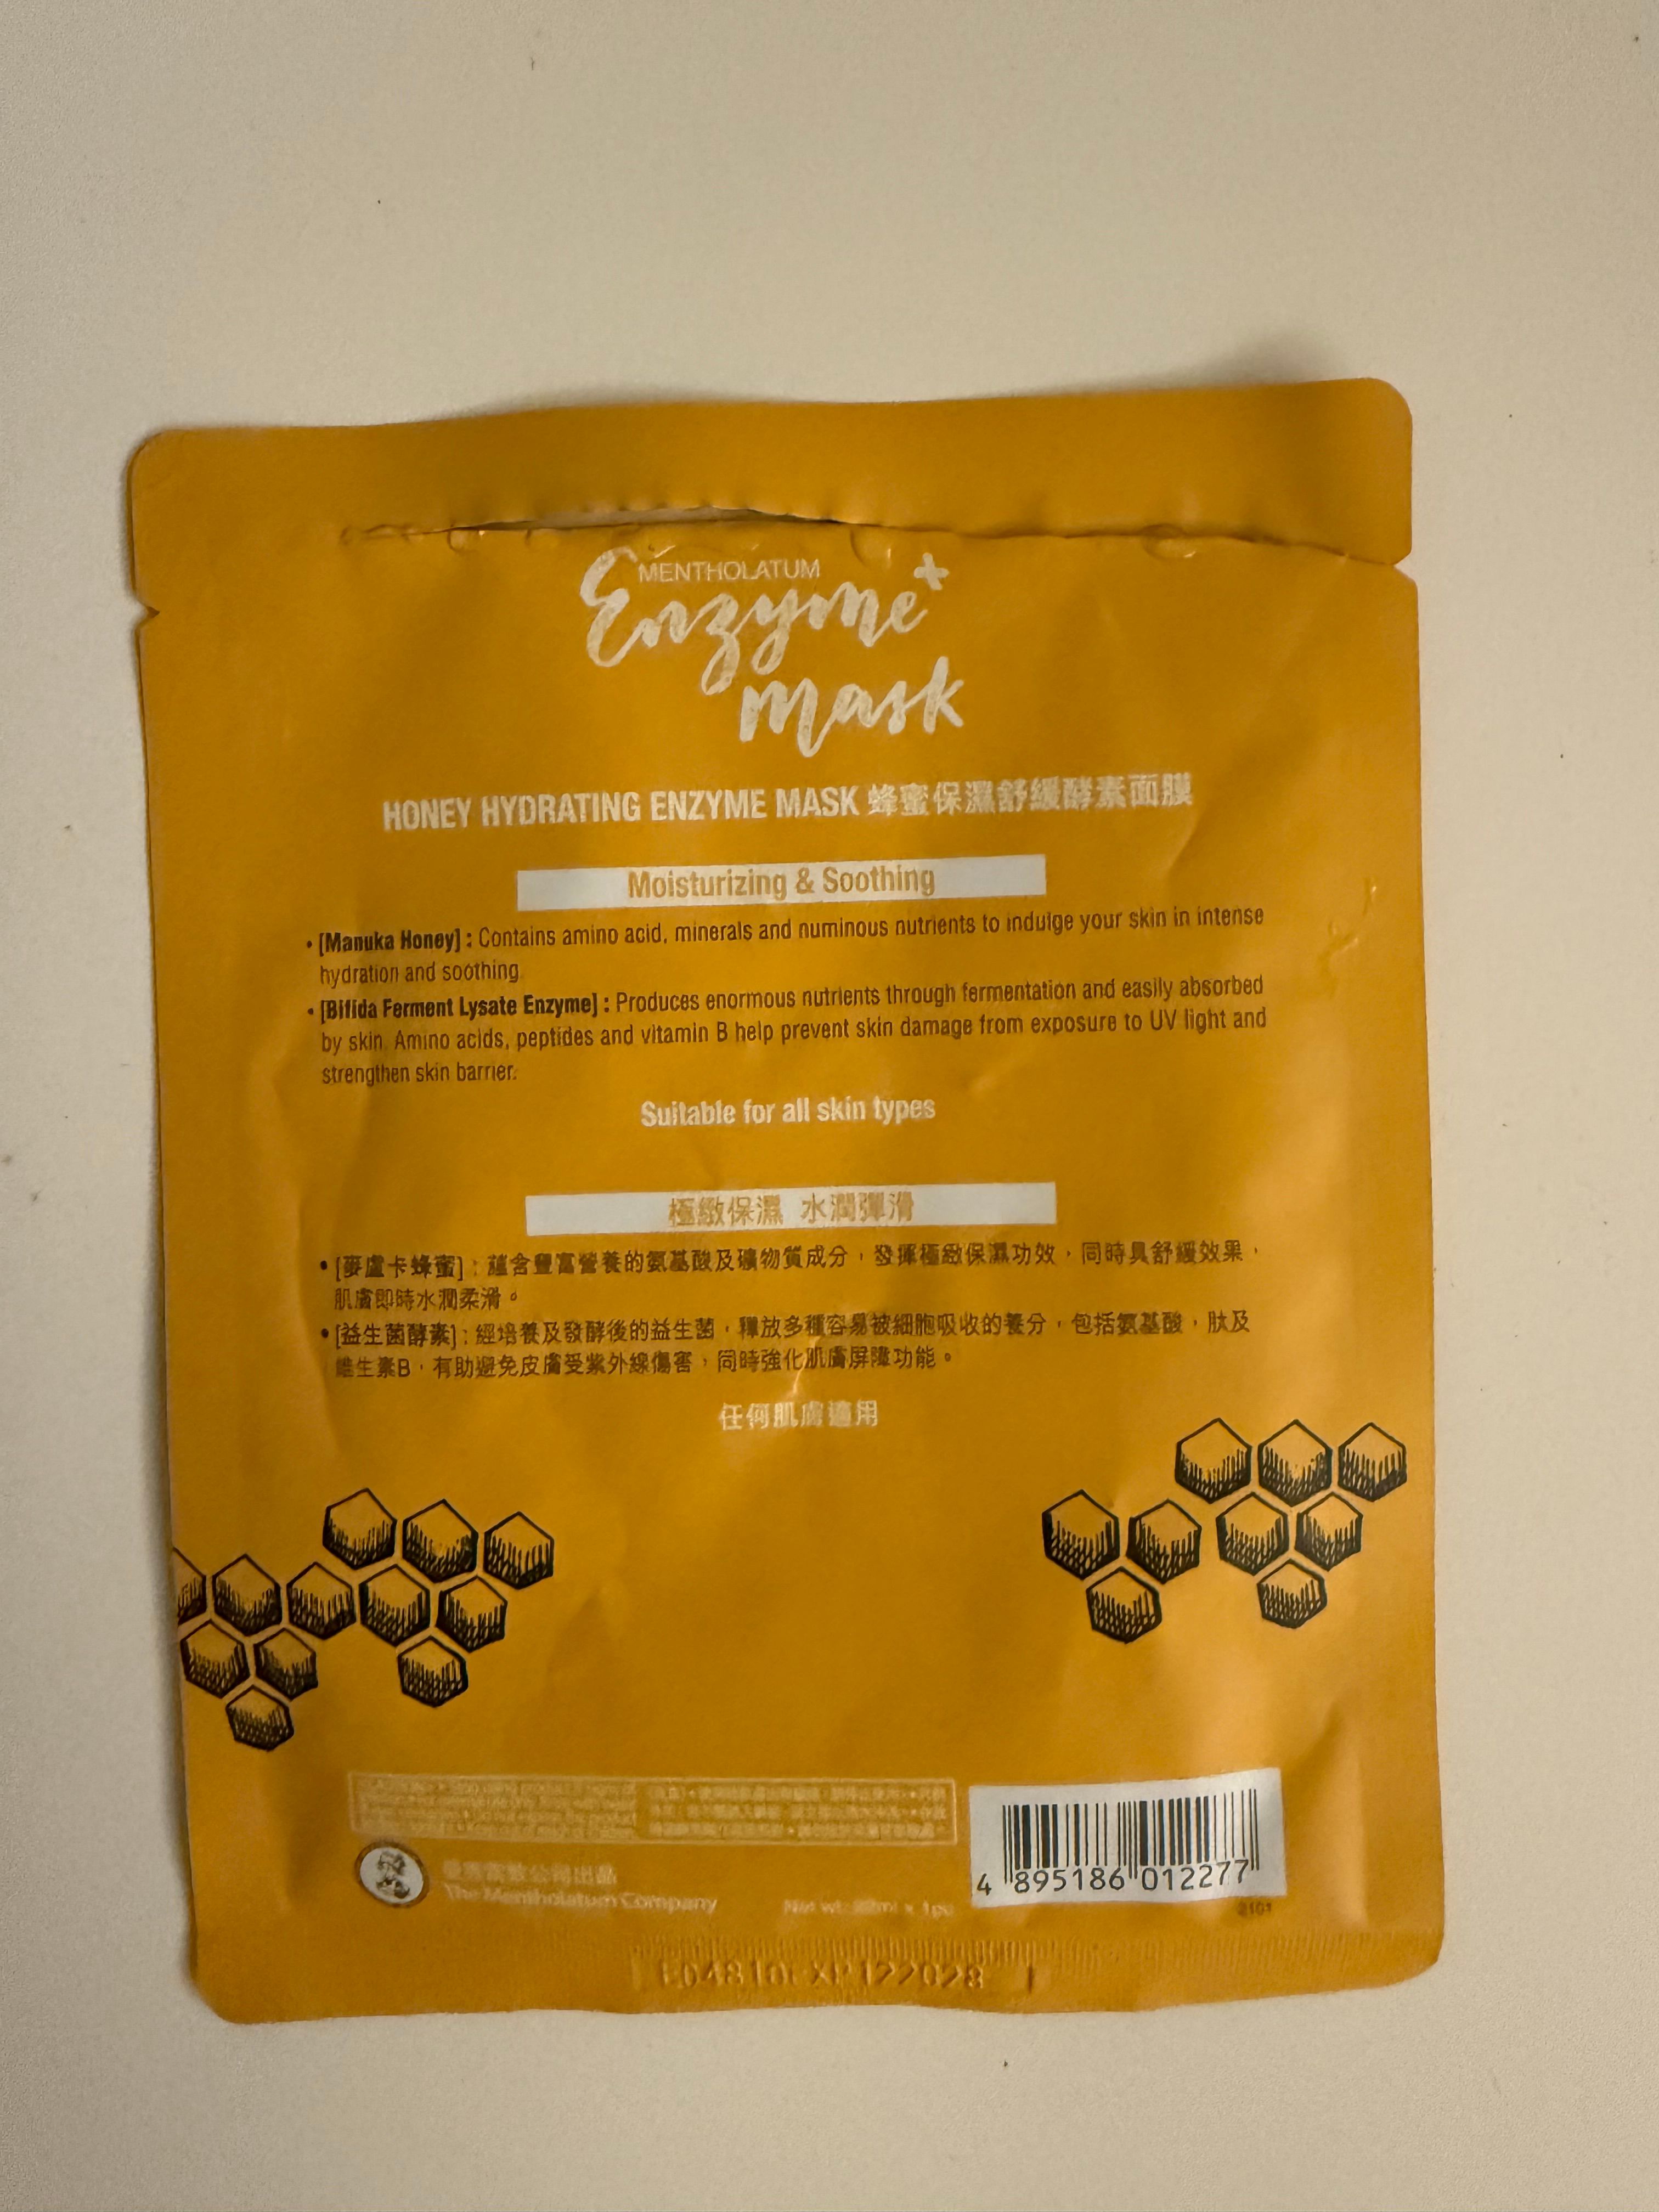 MENTHOLATUM
Enzyme+
mask
HONEY HYDRATING ENZYME MASK 蜂蜜保濕舒緩酵素面膜
Moisturizing & Soothing
• [Manuka Honey] : Contains amino acid, minerals and numinous nutrients to indulge your skin in intense
hydration and soothing
• [Bifida Ferment Lysate Enzyme] : Produces enormous nutrients through fermentation and easily absorbed
by skin. Amino acids, peptides and vitamin B help prevent skin damage from exposure to UV light and
strengthen skin barrier.
Suitable for all skin types
極緻保濕 水潤彈滑
• [麥盧卡蜂蜜] : 蘊含豐富營養的氨基酸及礦物質成分，發揮極緻保濕功效，同時具舒緩效果，
肌膚即時水潤柔滑。
• [益生菌酵素] : 經培養及發酵後的益生菌，釋放多種容易被細胞吸收的養分，包括氨基酸，肽及
維生素B，有助避免皮膚受紫外線傷害，同時強化肌膚屏障功能。
任何肌膚適用
公司出品
The Mentholatum Company
Net wt:
4 895186 012277
2101